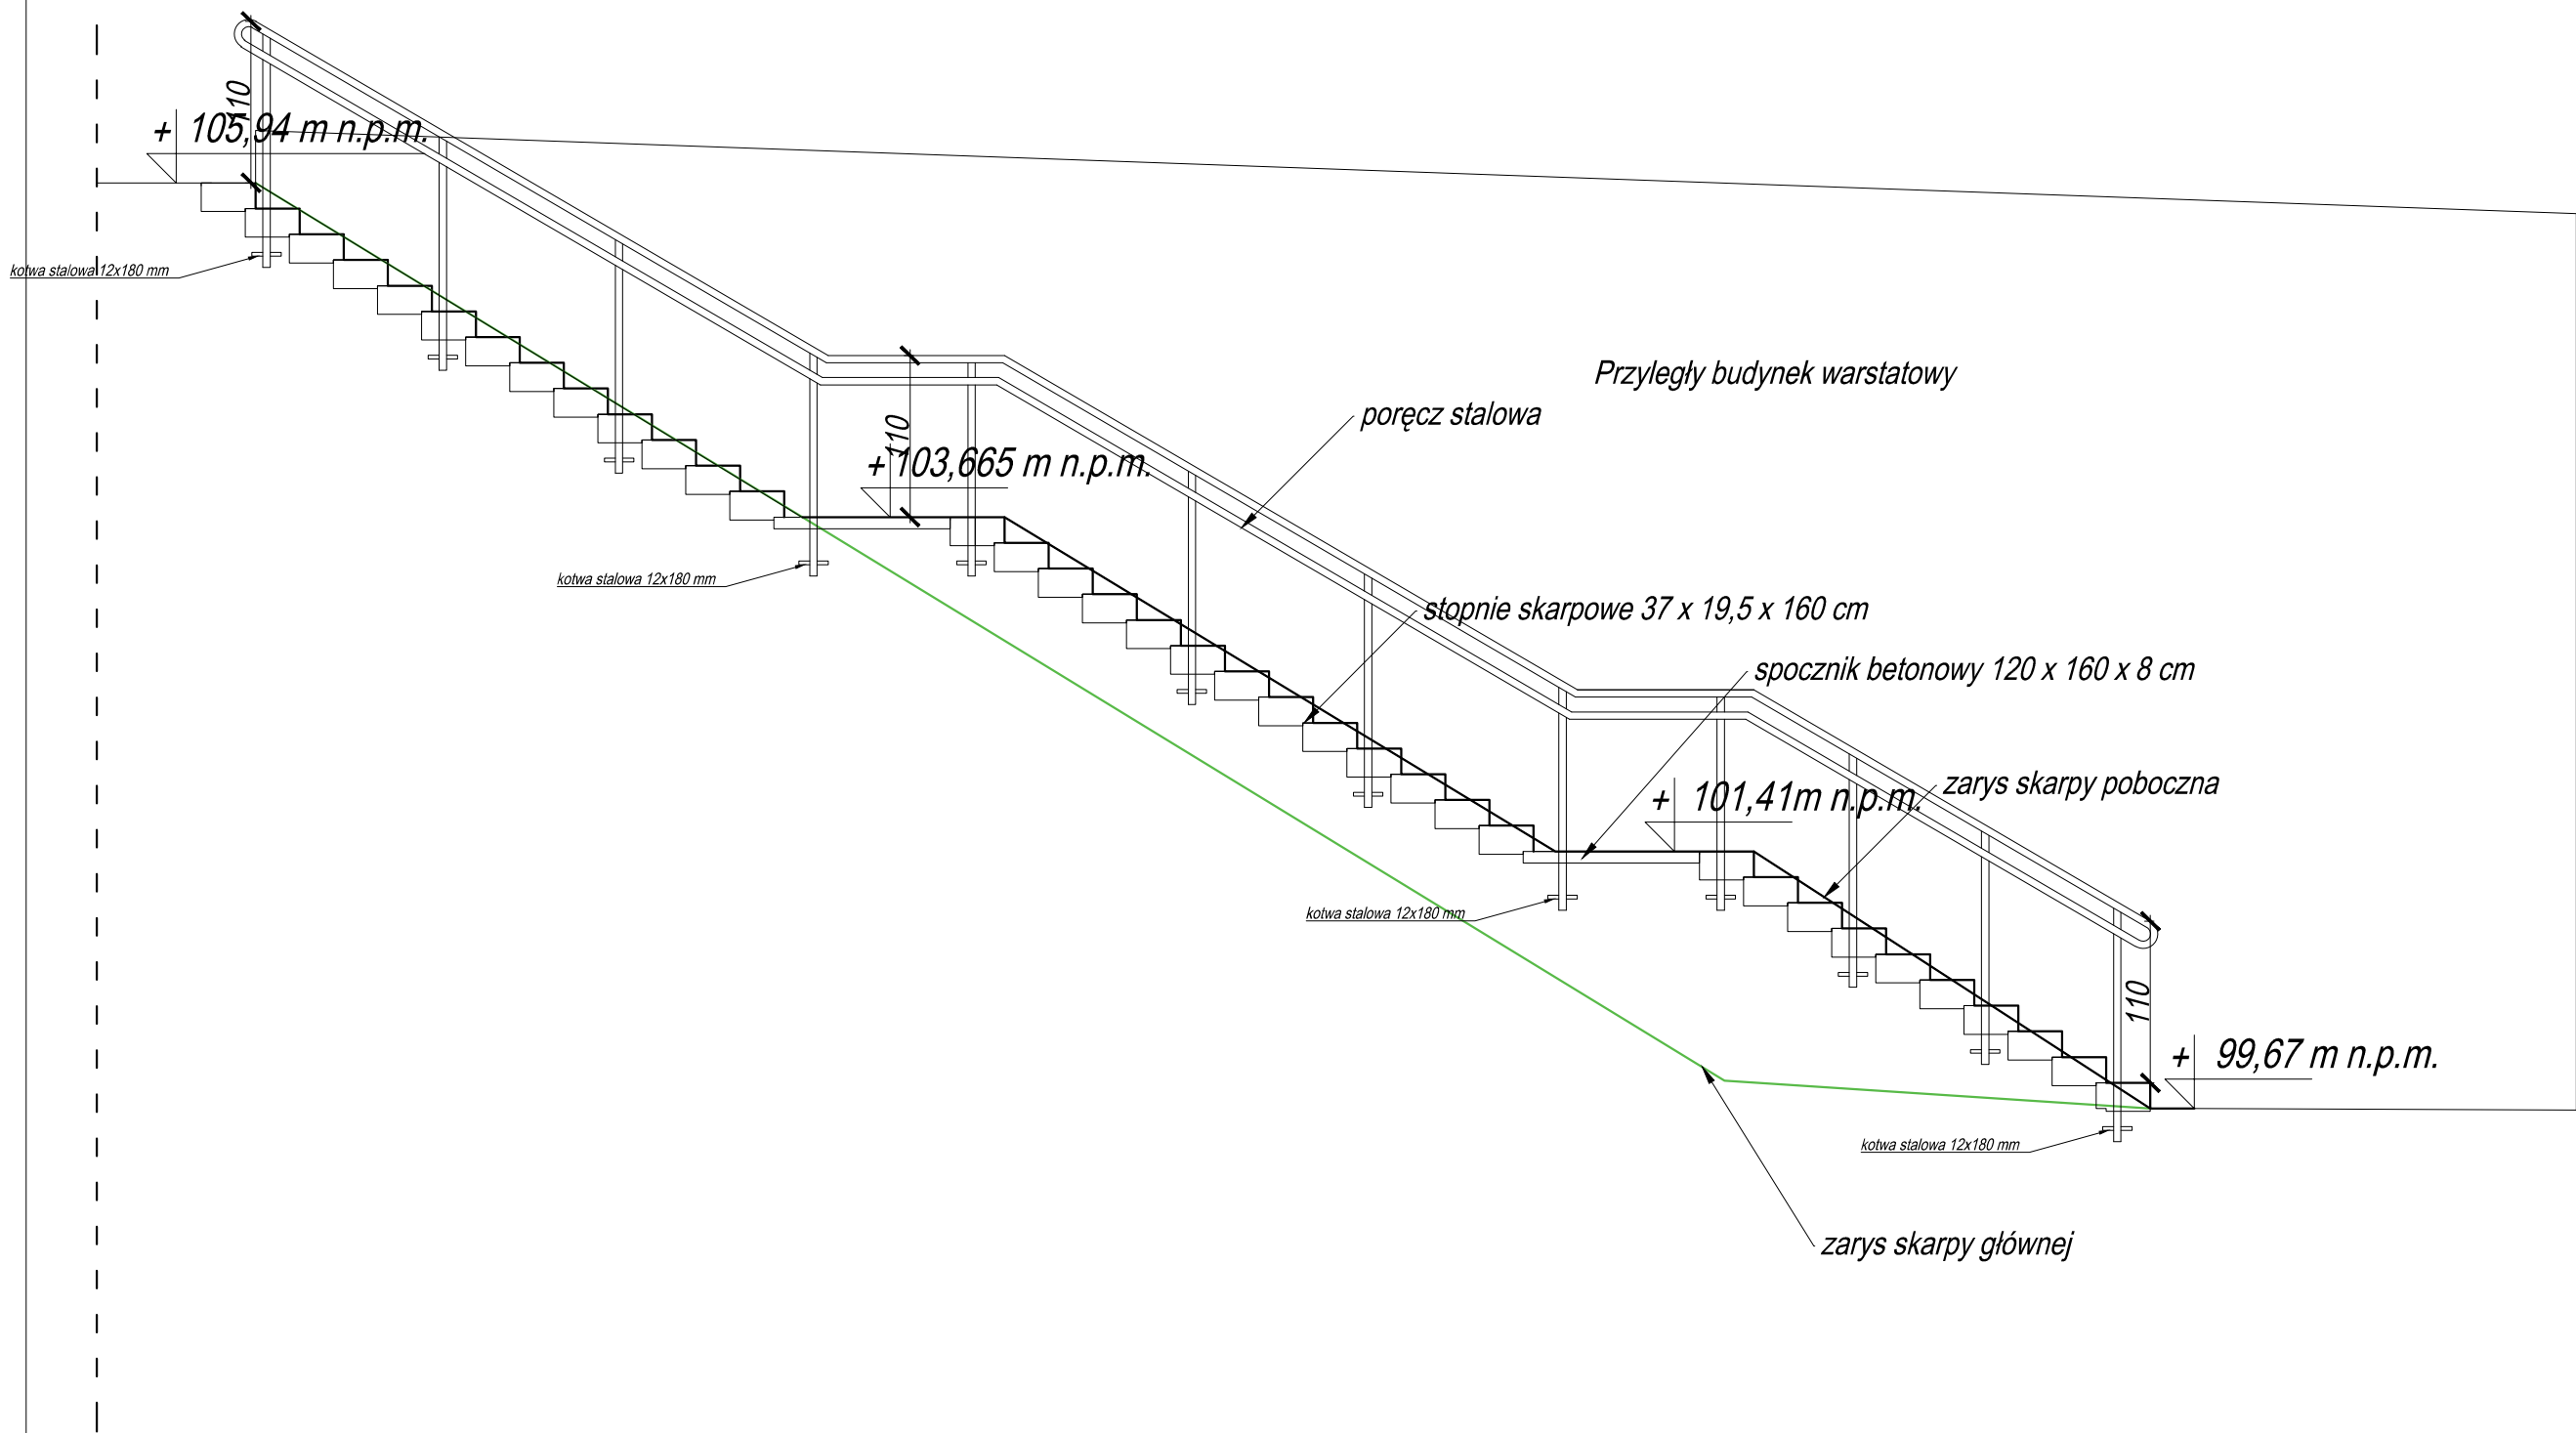 110
+ 105,94 m n.p.m.
kotwa stalowa 12x180 mm
Przyległy budynek warstatowy
poręcz stalowa
110
+ 103,665 m n.p.m.
kotwa stalowa 12x180 mm
stopnie skarpowe 37 x 19,5 x 160 cm
spocznik betonowy 120 x 160 x 8 cm
zarys skarpy poboczna
+ 101,41m n.p.m.
kotwa stalowa 12x180 mm
110
+ 99,67 m n.p.m.
kotwa stalowa 12x180 mm
zarys skarpy głównej